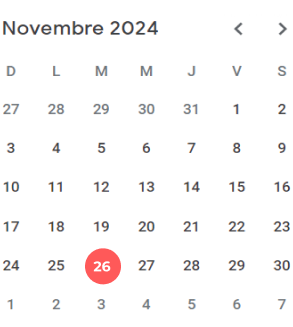 Novembre 2024 < >
D L M M J V S
27 28 29 30 31 1 2
3 4 5 6 7 8 9
10 11 12 13 14 15 16
17 18 19 20 21 22 23
24 25 26 27 28 29 30
1 2 3 4 5 6 7